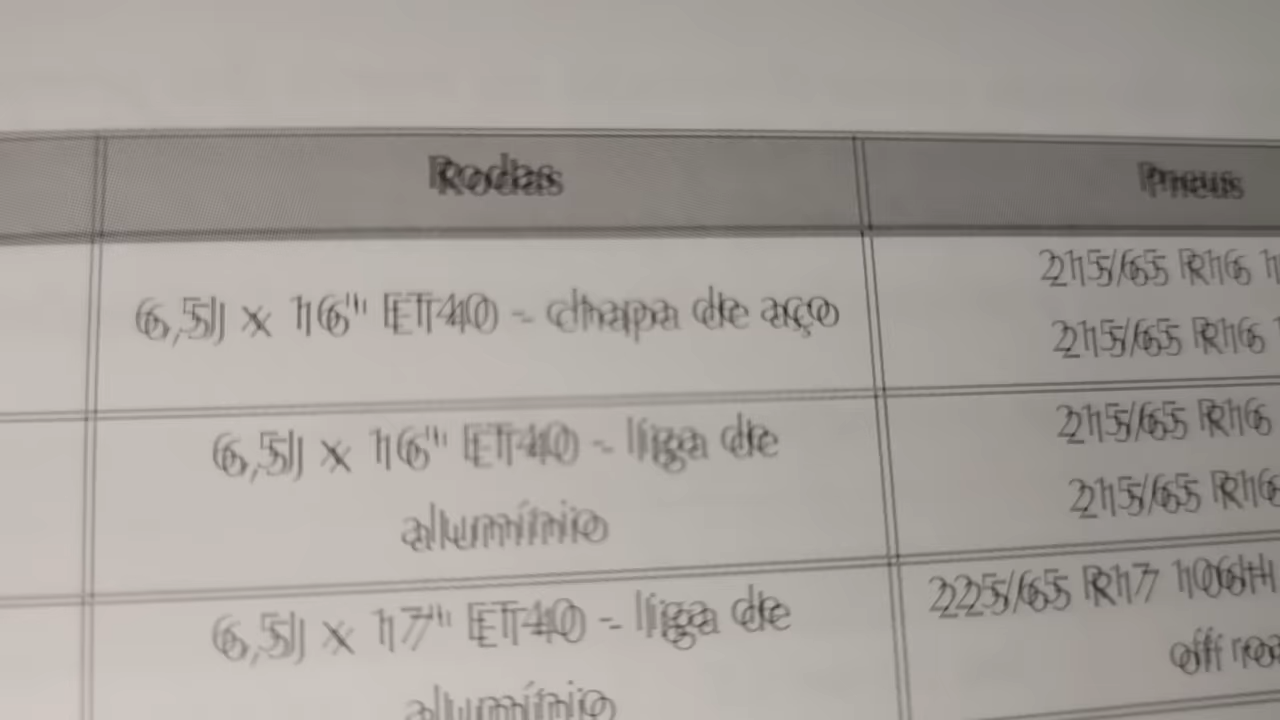 Rodas
Pneus
6,5J x 16" ET40 - chapa de aço
215/65 R16
215/65 R16
6,5J x 16" ET40 - liga de
alumínio
215/65 R16
215/65 R16
6,5J x 17" ET40 - liga de
alumínio
225/65 R17 106H
off